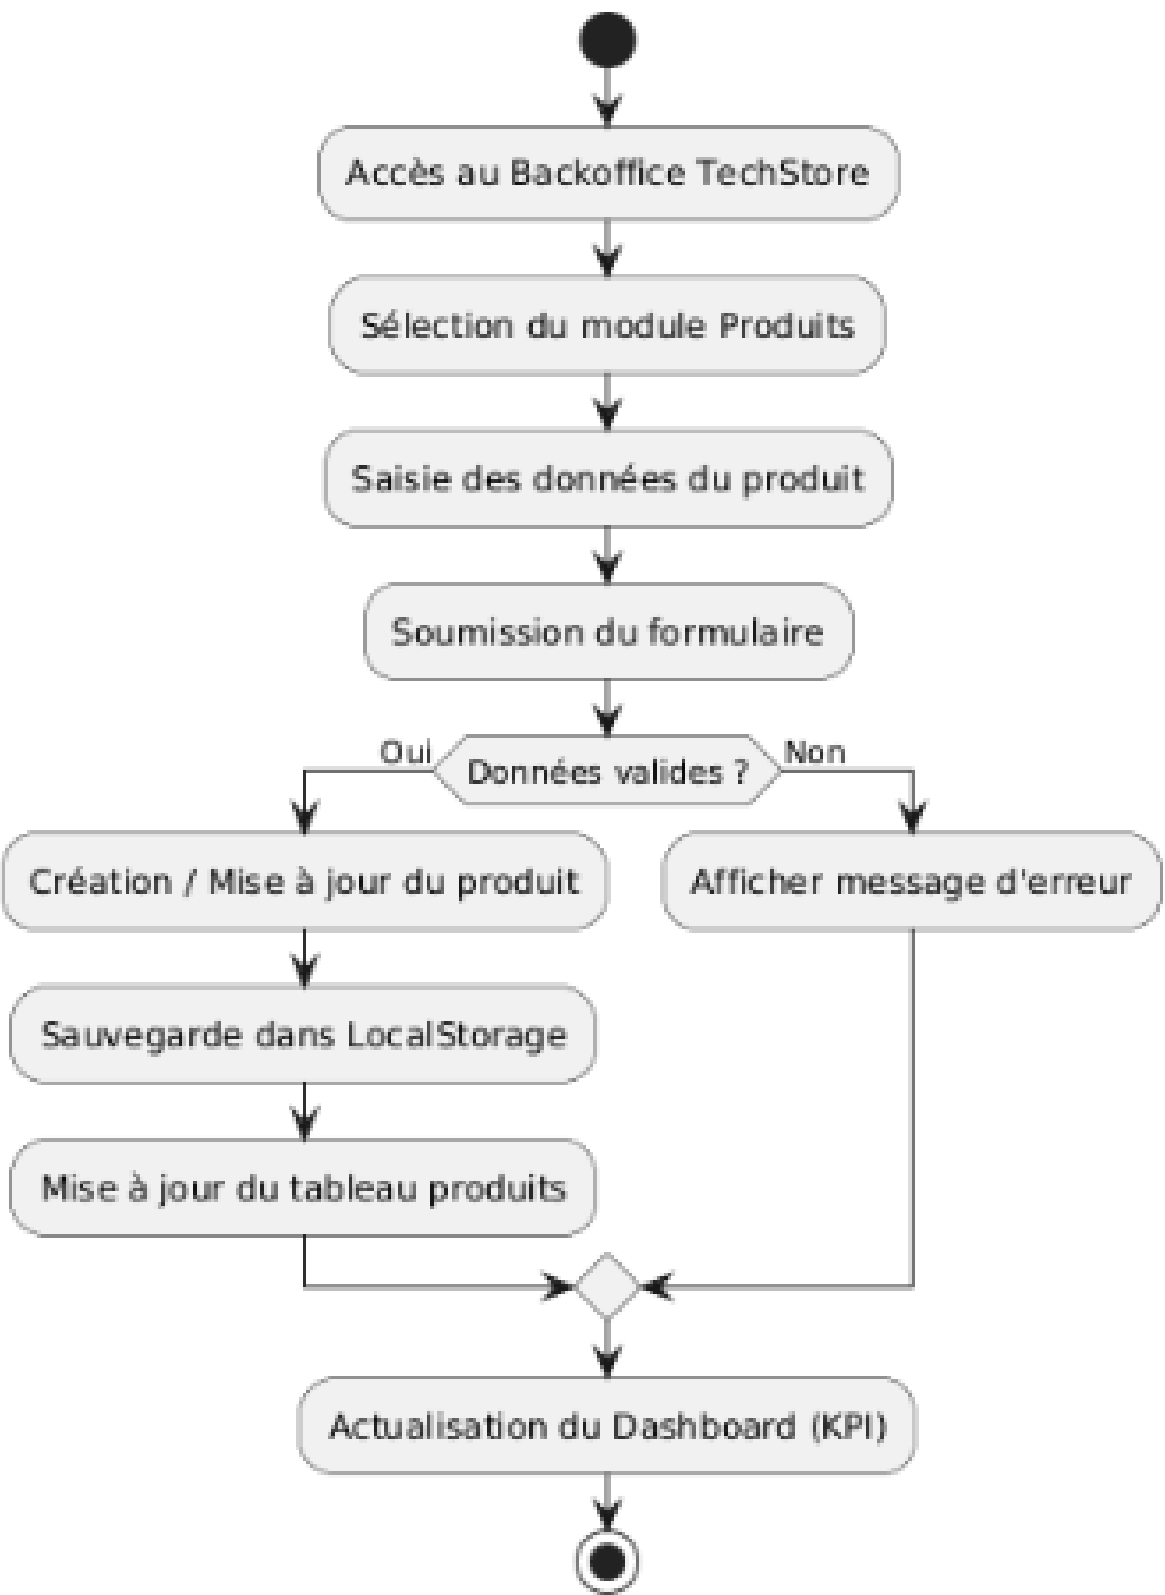 Accès au Backoffice TechStore
Sélection du module Produits
Saisie des données du produit
Soumission du formulaire
Oui
Données valides ?
Non
Création / Mise à jour du produit
Afficher message d'erreur
Sauvegarde dans LocalStorage
Mise à jour du tableau produits
Actualisation du Dashboard (KPI)